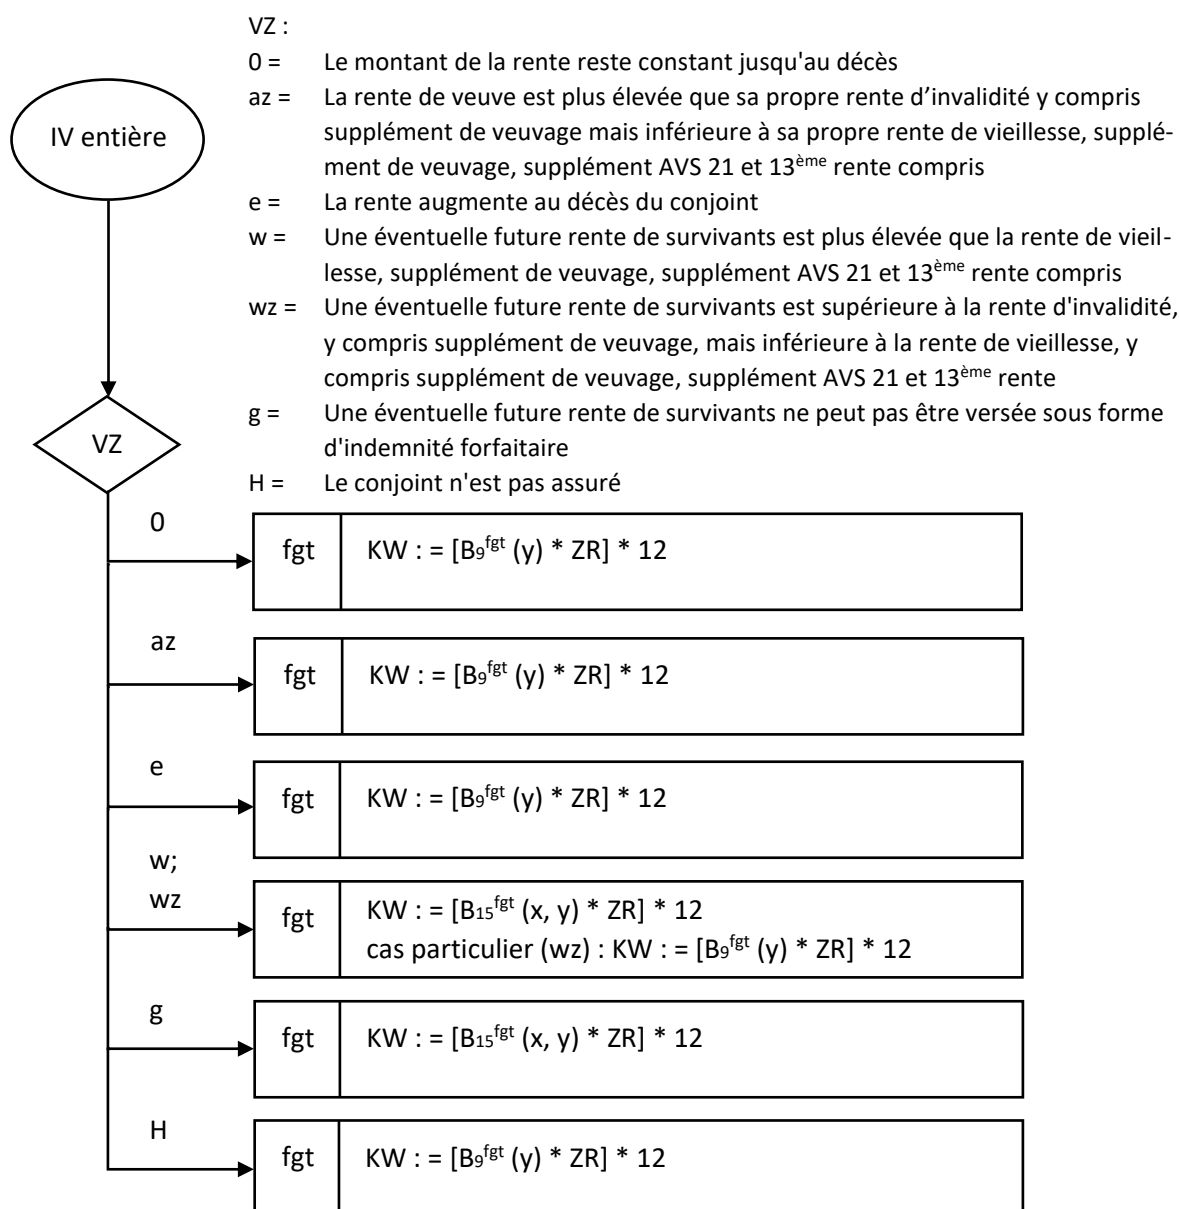 VZ :
0 = Le montant de la rente reste constant jusqu'au décès
az = La rente de veuve est plus élevée que sa propre rente d’invalidité y compris
supplément de veuvage mais inférieure à sa propre rente de vieillesse, supplé-
ment de veuvage, supplément AVS 21 et 13ème rente compris
e = La rente augmente au décès du conjoint
w = Une éventuelle future rente de survivants est plus élevée que la rente de vieil-
lesse, supplément de veuvage, supplément AVS 21 et 13ème rente compris
wz = Une éventuelle future rente de survivants est supérieure à la rente d'invalidité,
y compris supplément de veuvage, mais inférieure à la rente de vieillesse, y
compris supplément de veuvage, supplément AVS 21 et 13ème rente
g = Une éventuelle future rente de survivants ne peut pas être versée sous forme
d'indemnité forfaitaire
H = Le conjoint n'est pas assuré
IV entière
VZ
0
fgt KW : = [B9fgt (y) * ZR] * 12
az
fgt KW : = [B9fgt (y) * ZR] * 12
e
fgt KW : = [B9fgt (y) * ZR] * 12
w;
wz
fgt KW : = [B15fgt (x, y) * ZR] * 12
cas particulier (wz) : KW : = [B9fgt (y) * ZR] * 12
g
fgt KW : = [B15fgt (x, y) * ZR] * 12
H
fgt KW : = [B9fgt (y) * ZR] * 12